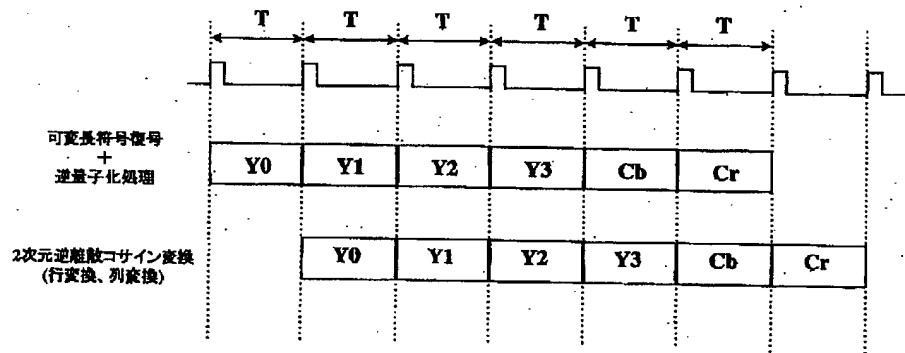 T T T T T T
可変長符号復号
+
逆量子化処理
Y0 Y1 Y2 Y3 Cb Cr
2次元逆離散コサイン変換
(行変換、列変換)
Y0 Y1 Y2 Y3 Cb Cr